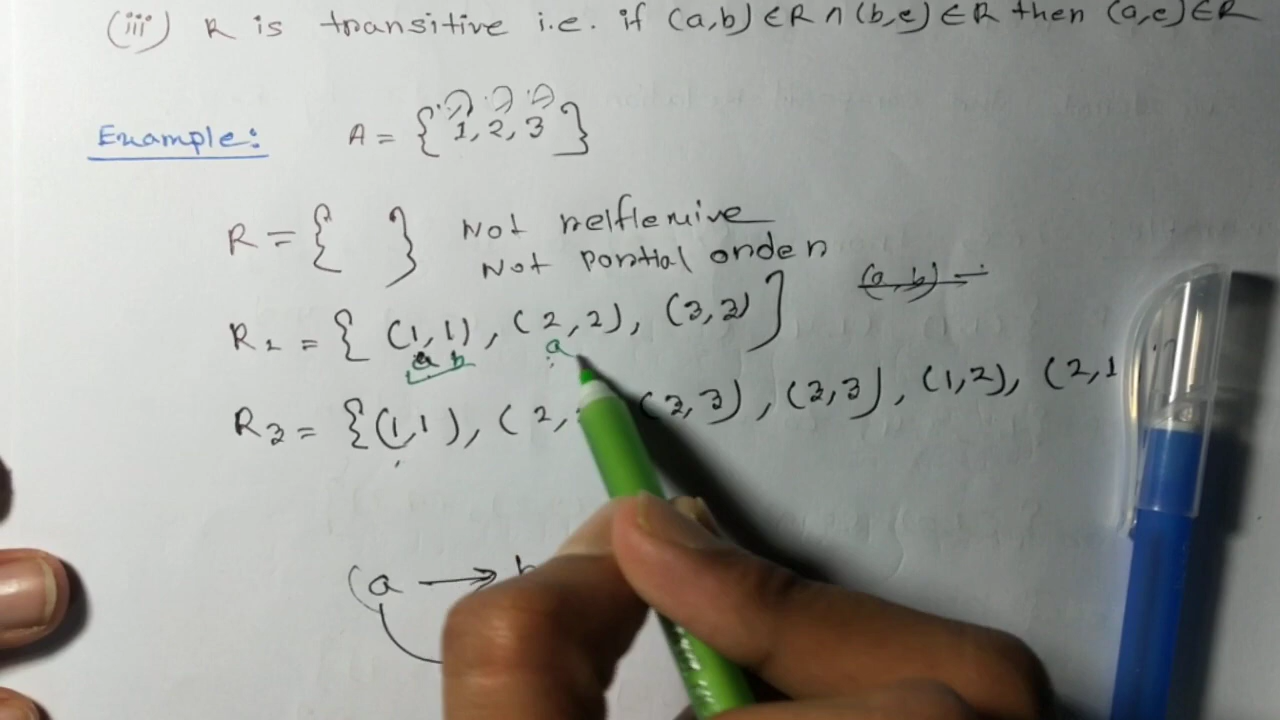 (iii) R is transitive i.e. if (a,b) ∈ R ∩ (b,c) ∈ R then (a,c) ∈ R
Example: A = { 1, 2, 3 }
R = { } Not relflexive
Not partial order
(a, b) =
R1 = { (1,1), (2,2), (3,3) }
a b a
R2 = { (1,1), (2, (3,3), (3,3), (1,2), (2,1
(a → b